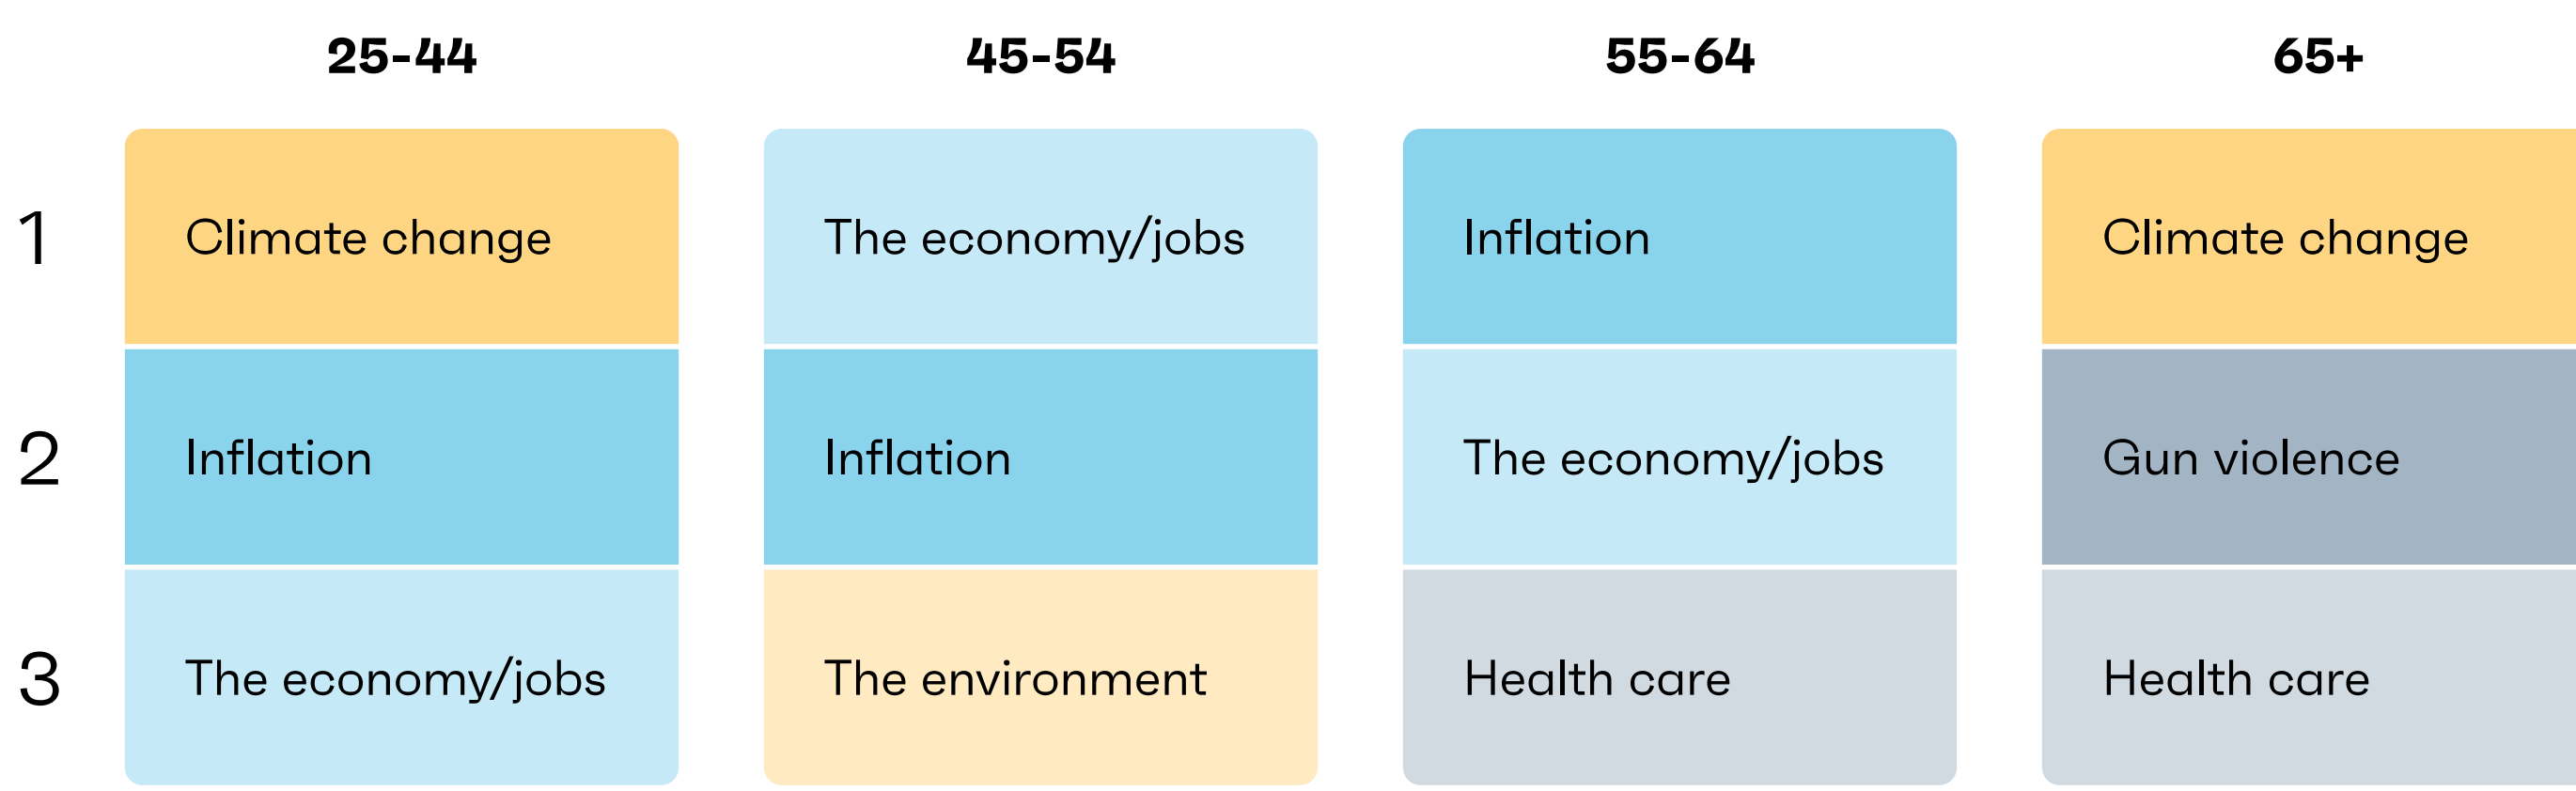 25-44 45-54 55-64 65+
1 Climate change The economy/jobs Inflation Climate change
2 Inflation Inflation The economy/jobs Gun violence
3 The economy/jobs The environment Health care Health care